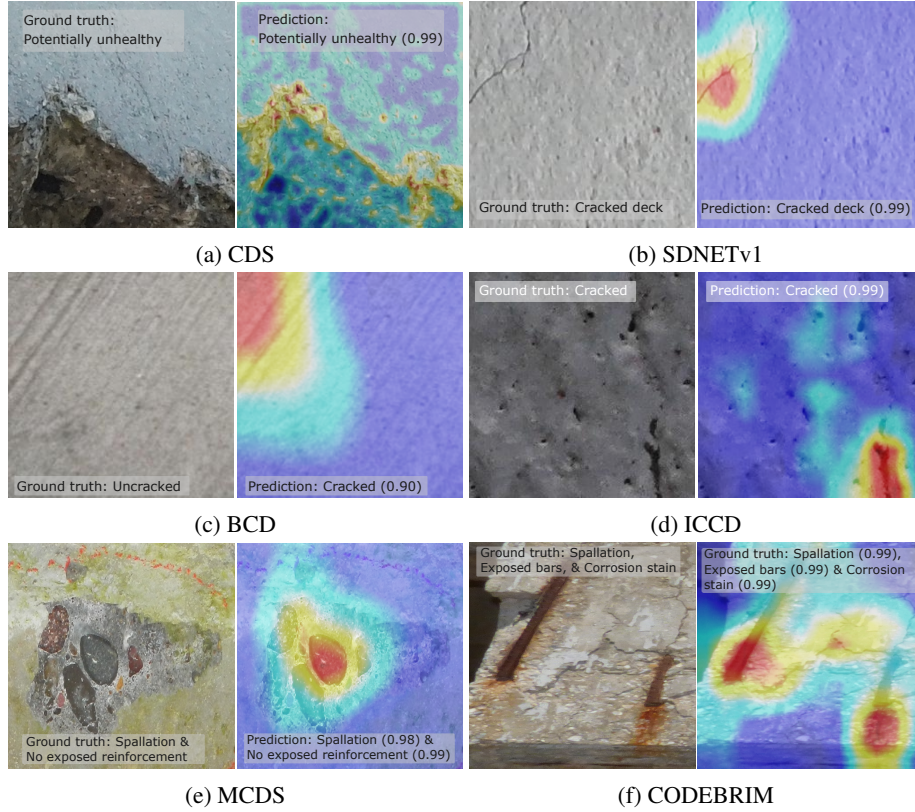 Ground truth:
Potentially unhealthy
Prediction:
Potentially unhealthy (0.99)
Ground truth: Cracked deck
Prediction: Cracked deck (0.99)
(a) CDS
(b) SDNETv1
Ground truth: Uncracked
Prediction: Cracked (0.90)
Ground truth: Cracked
Prediction: Cracked (0.99)
(c) BCD
(d) ICCD
Ground truth: Spallation &
No exposed reinforcement
Prediction: Spallation (0.98) &
No exposed reinforcement
(0.99)
Ground truth: Spallation,
Exposed bars, & Corrosion stain
Ground truth: Spallation (0.99),
Exposed bars (0.99) & Corrosion
stain (0.99)
(e) MCDS
(f) CODEBRIM